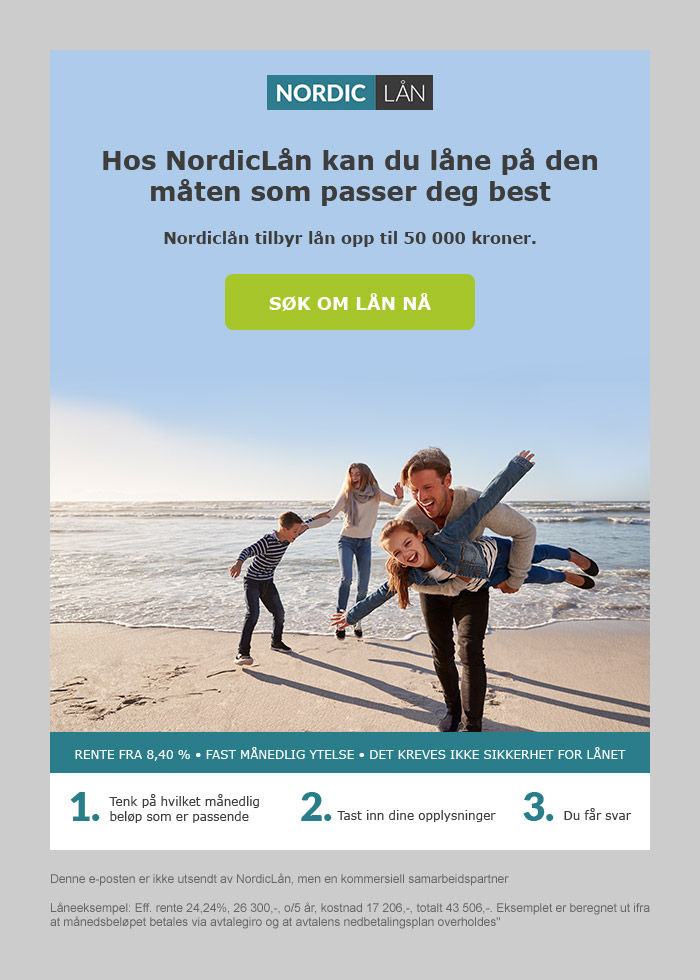 NORDIC LÅN
Hos NordicLån kan du låne på den
måten som passer deg best
Nordiclån tilbyr lån opp til 50 000 kroner.
SØK OM LÅN NÅ
RENTE FRA 8,40 % • FAST MÅNEDLIG YTELSE • DET KREVES IKKE SIKKERHET FOR LÅNET
1. Tenk på hvilket månedlig
beløp som er passende
2. Tast inn dine opplysninger
3. Du får svar
Denne e-posten er ikke utsendt av NordicLån, men en kommersiell samarbeidspartner
Låneeksempel: Eff. rente 24,24%, 26 300,-, o/5 år, kostnad 17 206,-, totalt 43 506,-. Eksemplet er beregnet ut ifra
at månedsbeløpet betales via avtalegiro og at avtalens nedbetalingsplan overholdes"